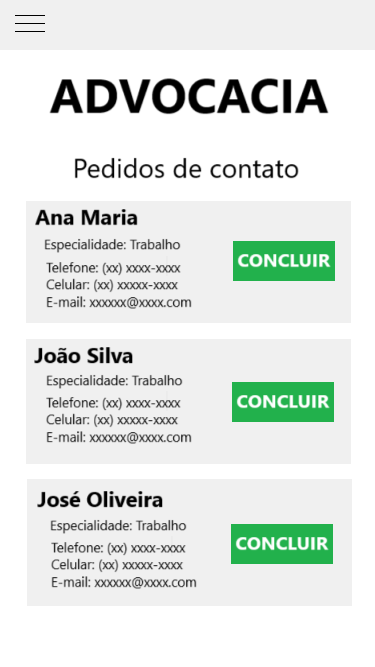 ADVOCACIA
Pedidos de contato
Ana Maria
Especialidade: Trabalho
Telefone: (xx) xxxx-xxxx
Celular: (xx) xxxxx-xxxx
E-mail: xxxxxx@xxxx.com
CONCLUIR
João Silva
Especialidade: Trabalho
Telefone: (xx) xxxx-xxxx
Celular: (xx) xxxxx-xxxx
E-mail: xxxxxx@xxxx.com
CONCLUIR
José Oliveira
Especialidade: Trabalho
Telefone: (xx) xxxx-xxxx
Celular: (xx) xxxxx-xxxx
E-mail: xxxxxx@xxxx.com
CONCLUIR